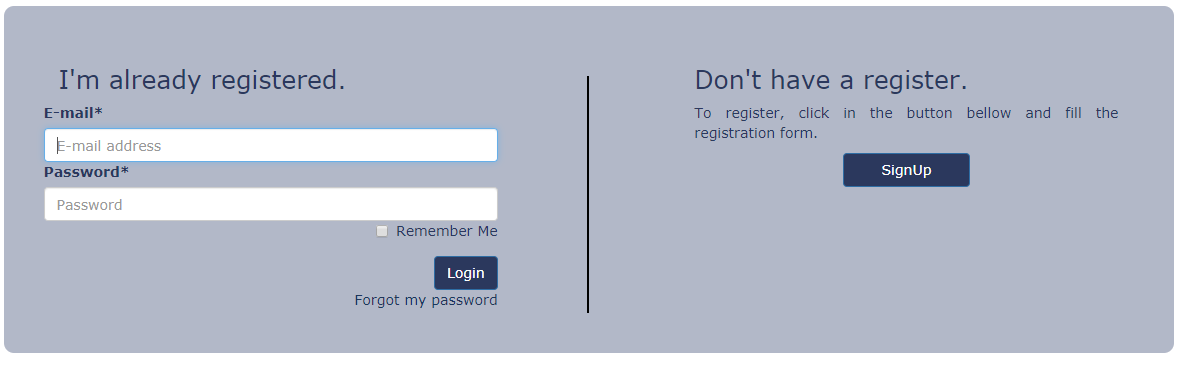 I'm already registered.
E-mail*
E-mail address
Password*
Password
Remember Me
Login
Forgot my password
Don't have a register.
To register, click in the button bellow and fill the
registration form.
SignUp